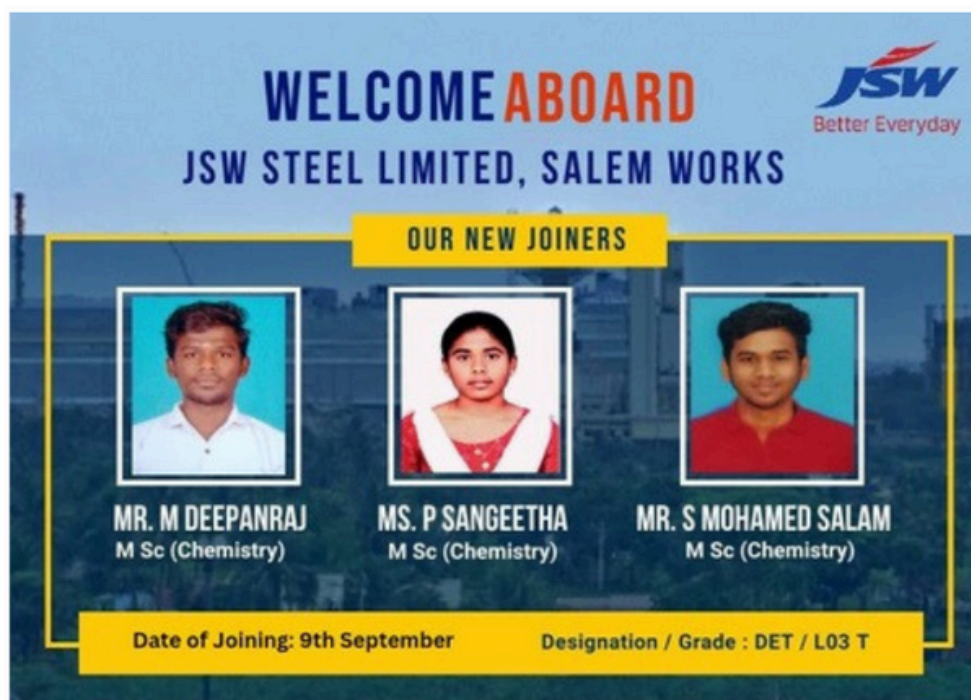 WELCOME ABOARD
JSW
Better Everyday
JSW STEEL LIMITED, SALEM WORKS
OUR NEW JOINERS
MR. M DEEPANRAJ
M Sc (Chemistry)
MS. P SANGEETHA
M Sc (Chemistry)
MR. S MOHAMED SALAM
M Sc (Chemistry)
Date of Joining: 9th September
Designation / Grade : DET / L03 T